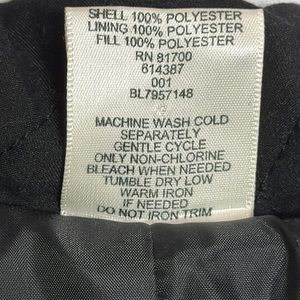 SHELL 100% POLYESTER
LINING 100% POLYESTER
FILL 100% POLYESTER
RN 81700
614387
001
BL7957148
MACHINE WASH COLD
SEPARATELY
GENTLE CYCLE
ONLY NON-CHLORINE
BLEACH WHEN NEEDED
TUMBLE DRY LOW
WARM IRON
IF NEEDED
DO NOT IRON TRIM